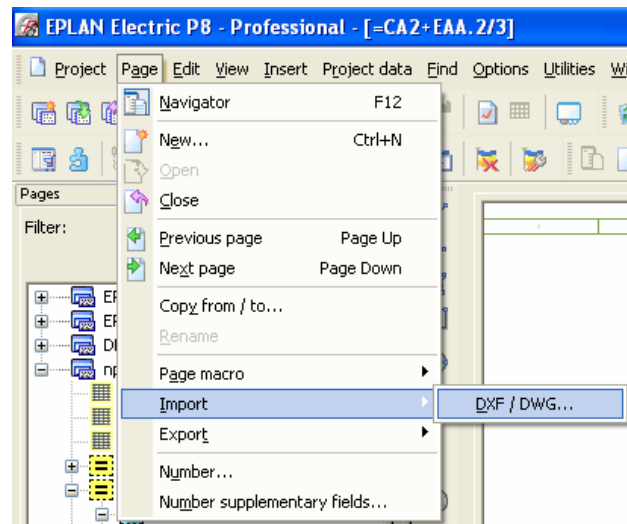 EPLAN Electric P8 - Professional - [=CA2+EAA.2/3]
Project Page Edit View Insert Project data Find Options Utilities
Navigator F12
New... Ctrl+N
Open
Close
Previous page Page Up
Next page Page Down
Copy from / to...
Rename
Page macro
Import
DXF / DWG...
Export
Number...
Number supplementary fields...
Pages
Filter: